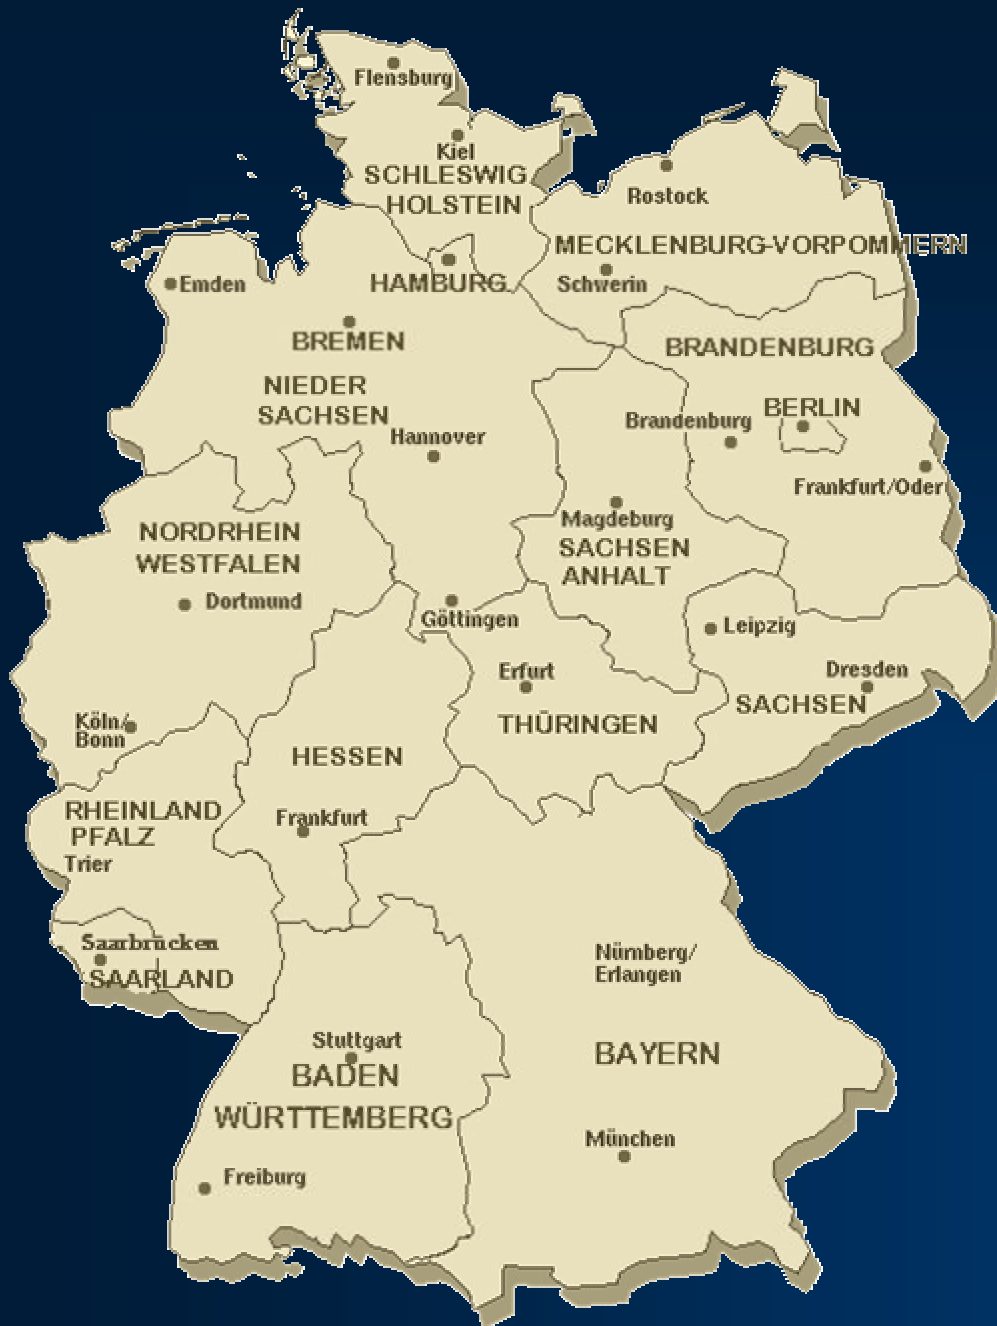 Flensburg
Kiel
SCHLESWIG
HOLSTEIN
Rostock
MECKLENBURG-VORPOMMERN
HAMBURG
Schwerin
Emden
BREMEN
BRANDENBURG
NIEDER
SACHSEN
BERLIN
Brandenburg
Hannover
Frankfurt/Oder
Magdeburg
SACHSEN
ANHALT
NORDRHEIN
WESTFALEN
Dortmund
Göttingen
Leipzig
Erfurt
Dresden
SACHSEN
THÜRINGEN
Köln/
Bonn
HESSEN
RHEINLAND
PFALZ
Frankfurt
Trier
Saarbrücken
SAARLAND
Nürnberg/
Erlangen
Stuttgart
BADEN
WÜRTTEMBERG
BAYERN
München
Freiburg